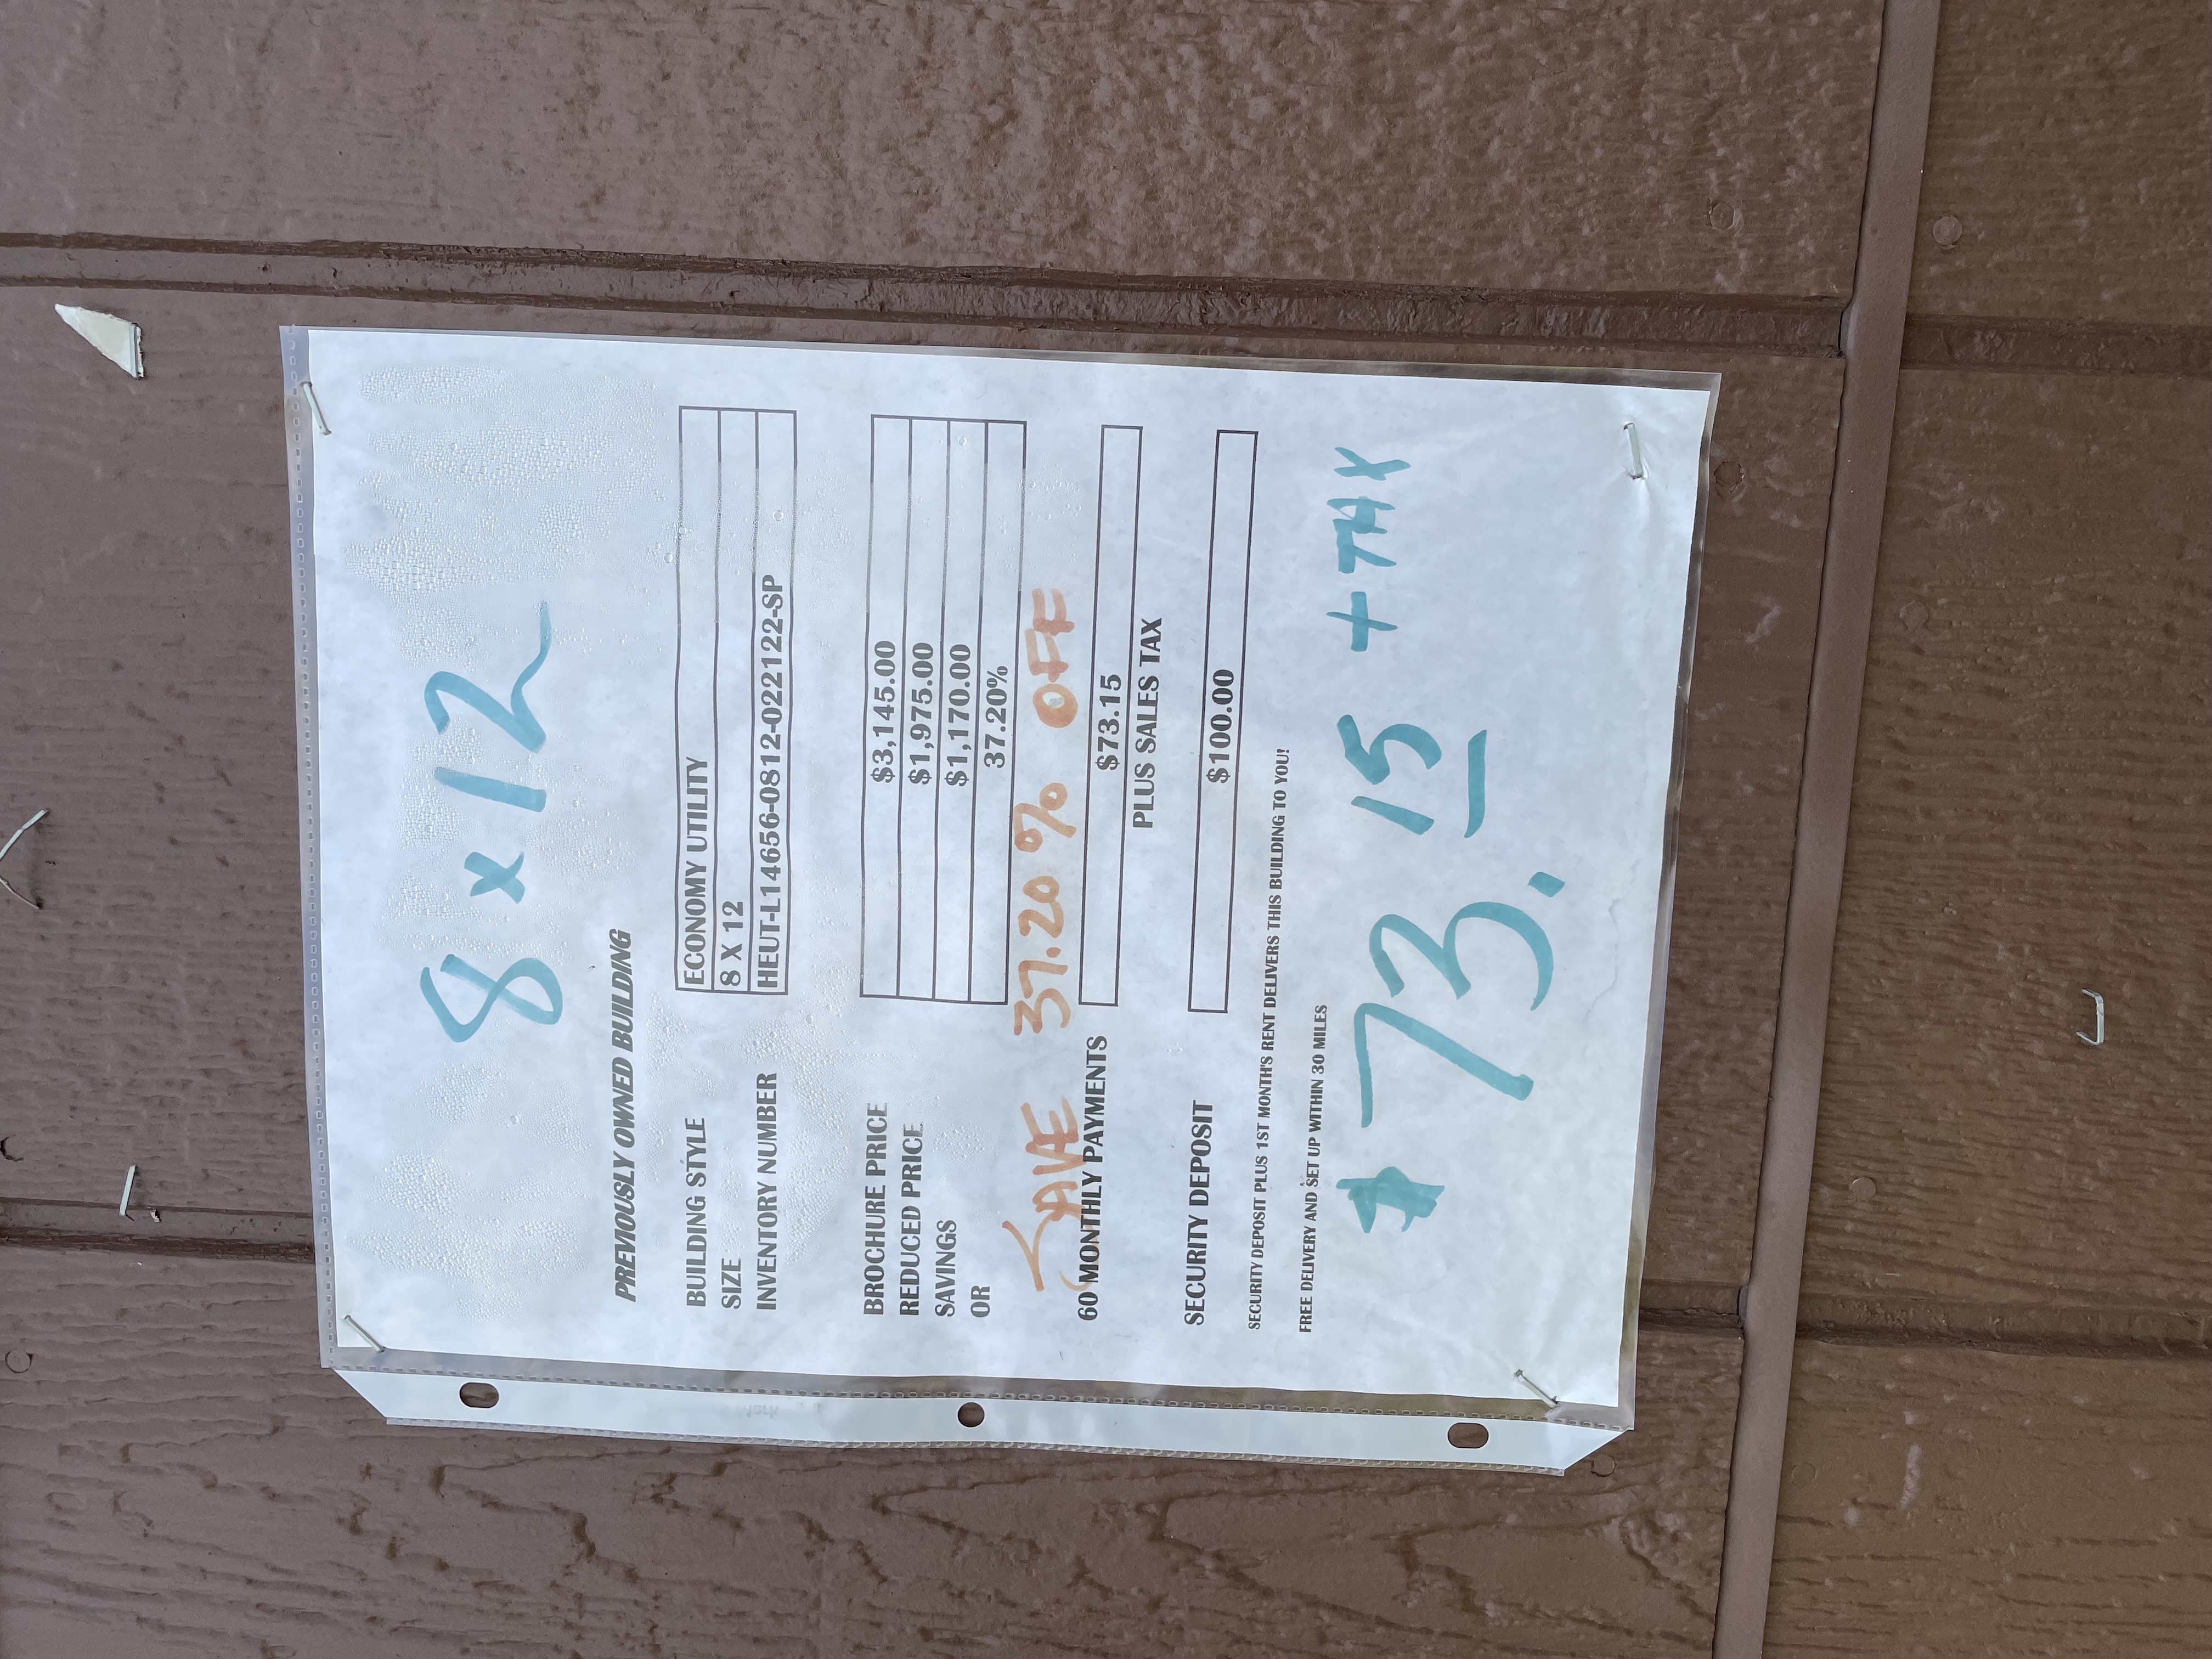 8 x 12
PREVIOUSLY OWNED BUILDING
BUILDING STYLE ECONOMY UTILITY
SIZE 8 X 12
INVENTORY NUMBER HEUT-L14656-0812-022122-SP
BROCHURE PRICE $3,145.00
REDUCED PRICE $1,975.00
SAVINGS $1,170.00
OR 37.20%
SAVE 37.20 % OFF
60 MONTHLY PAYMENTS $73.15
PLUS SALES TAX
SECURITY DEPOSIT $100.00
SECURITY DEPOSIT PLUS 1ST MONTH'S RENT DELIVERS THIS BUILDING TO YOU!
FREE DELIVERY AND SET UP WITHIN 30 MILES
$73.15 + TAX